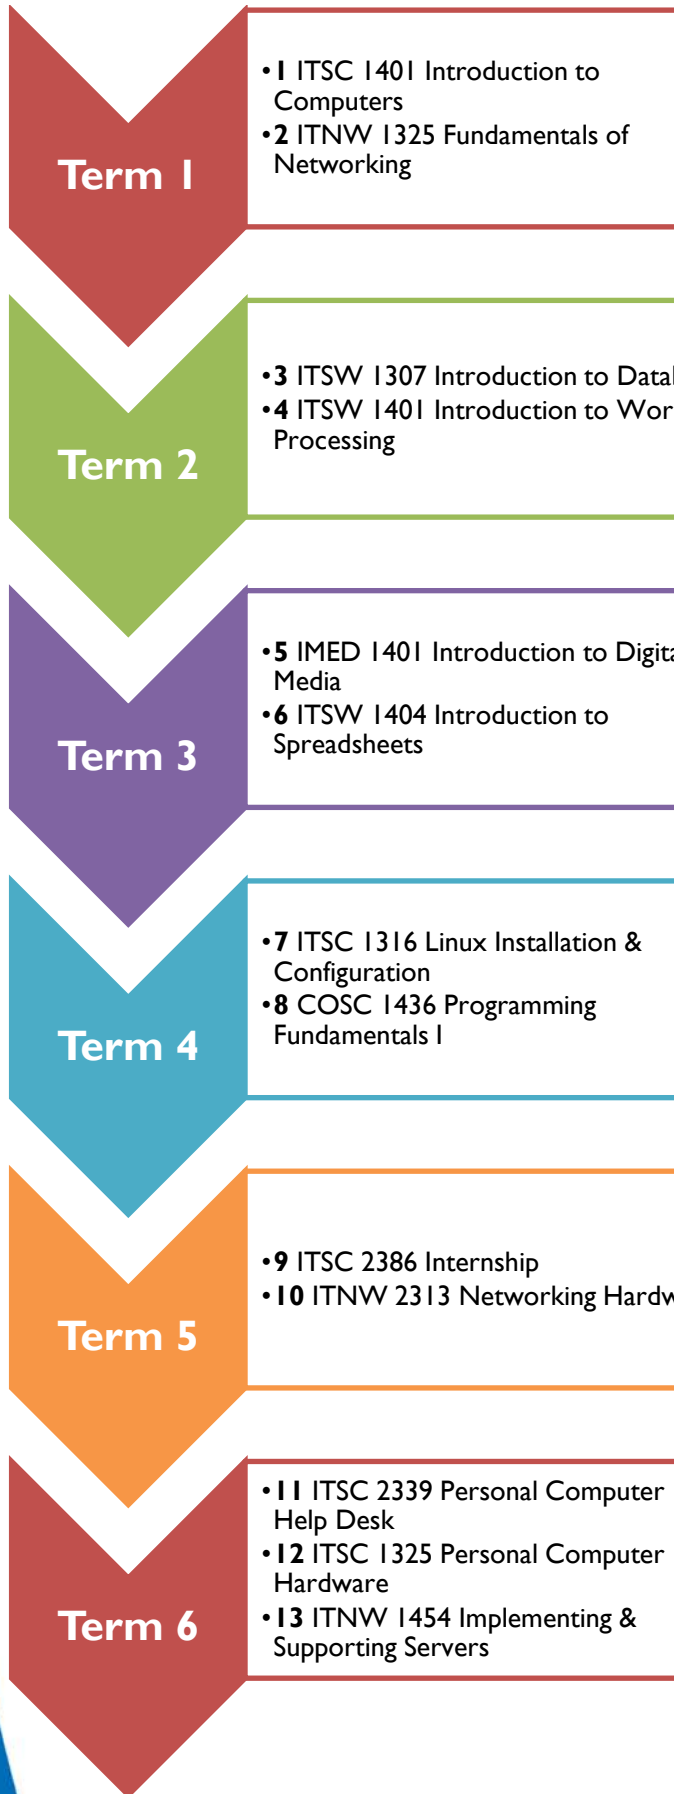 Term 1
•1 ITSC 1401 Introduction to
Computers
•2 ITNW 1325 Fundamentals of
Networking
Term 2
•3 ITSW 1307 Introduction to
•4 ITSW 1401 Introduction to
Processing
Term 3
•5 IMED 1401 Introduction to
Media
•6 ITSW 1404 Introduction to
Spreadsheets
Term 4
•7 ITSC 1316 Linux Installation &
Configuration
•8 COSC 1436 Programming
Fundamentals I
Term 5
•9 ITSC 2386 Internship
•10 ITNW 2313 Networking
Term 6
•11 ITSC 2339 Personal Computer
Help Desk
•12 ITSC 1325 Personal Computer
Hardware
•13 ITNW 1454 Implementing &
Supporting Servers